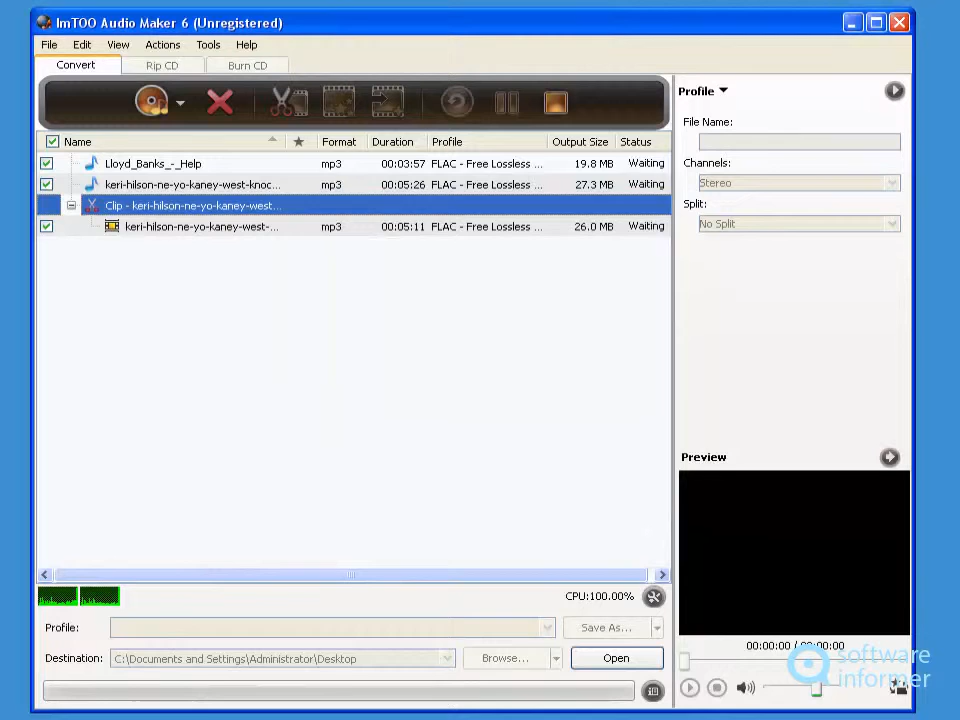 ImTOO Audio Maker 6 (Unregistered)
File Edit View Actions Tools Help
Convert Rip CD Burn CD
Name Format Duration Profile Output Size Status
Lloyd_Banks_-_Help mp3 00:03:57 FLAC - Free Lossless ... 19.8 MB Waiting
keri-hilson-ne-yo-kaney-west-knoc... mp3 00:05:26 FLAC - Free Lossless ... 27.3 MB Waiting
Clip - keri-hilson-ne-yo-kaney-west...
keri-hilson-ne-yo-kaney-west-... mp3 00:05:11 FLAC - Free Lossless ... 26.0 MB Waiting
CPU:100.00%
Profile: Save As...
Destination: C:\Documents and Settings\Administrator\Desktop Browse... Open
Profile
File Name:
Channels:
Stereo
Split:
No Split
Preview
00:00:00 / 00:00:00
software
informer